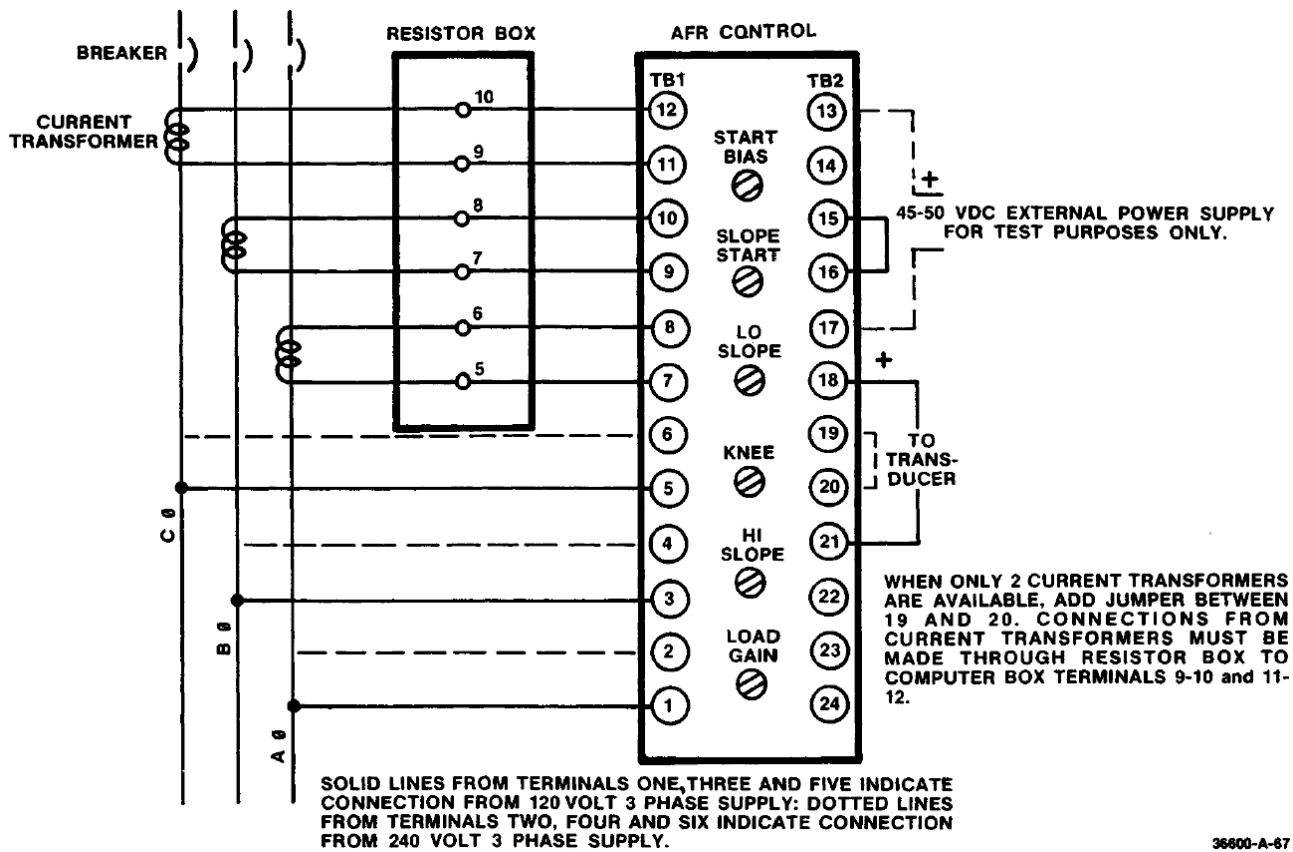 BREAKER
RESISTOR BOX
AFR CONTROL
CURRENT
TRANSFORMER
10
9
8
7
6
5
TB1
12
11
10
9
8
7
6
5
4
3
2
1
START
BIAS
SLOPE
START
LO
SLOPE
KNEE
HI
SLOPE
LOAD
GAIN
TB2
13
14
15
16
17
18
19
20
21
22
23
24
+
45-50 VDC EXTERNAL POWER SUPPLY
FOR TEST PURPOSES ONLY.
+
TO
TRANS-
DUCER
C0
B0
A0
WHEN ONLY 2 CURRENT TRANSFORMERS
ARE AVAILABLE, ADD JUMPER BETWEEN
19 AND 20. CONNECTIONS FROM
CURRENT TRANSFORMERS MUST BE
MADE THROUGH RESISTOR BOX TO
COMPUTER BOX TERMINALS 9-10 and 11-
12.
SOLID LINES FROM TERMINALS ONE, THREE AND FIVE INDICATE
CONNECTION FROM 120 VOLT 3 PHASE SUPPLY: DOTTED LINES
FROM TERMINALS TWO, FOUR AND SIX INDICATE CONNECTION
FROM 240 VOLT 3 PHASE SUPPLY.
36600-A-67